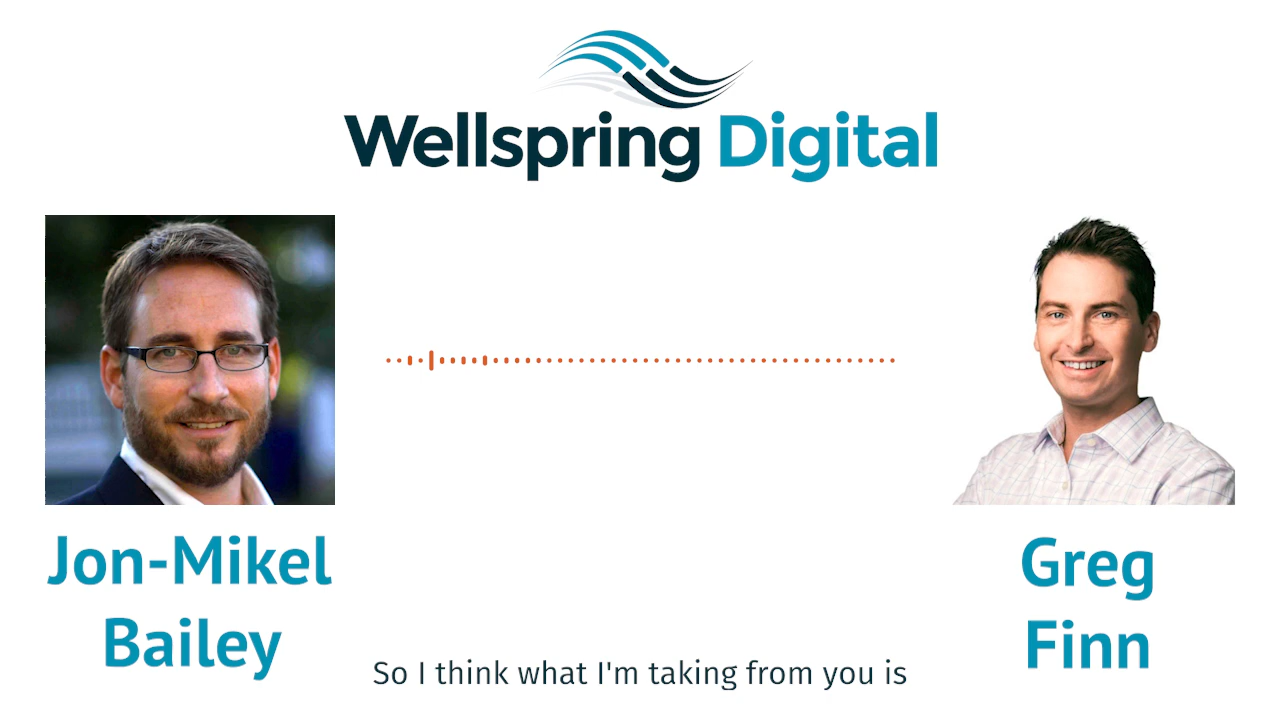 Wellspring Digital
Jon-Mikel
Bailey
Greg
Finn
So I think what I'm taking from you is